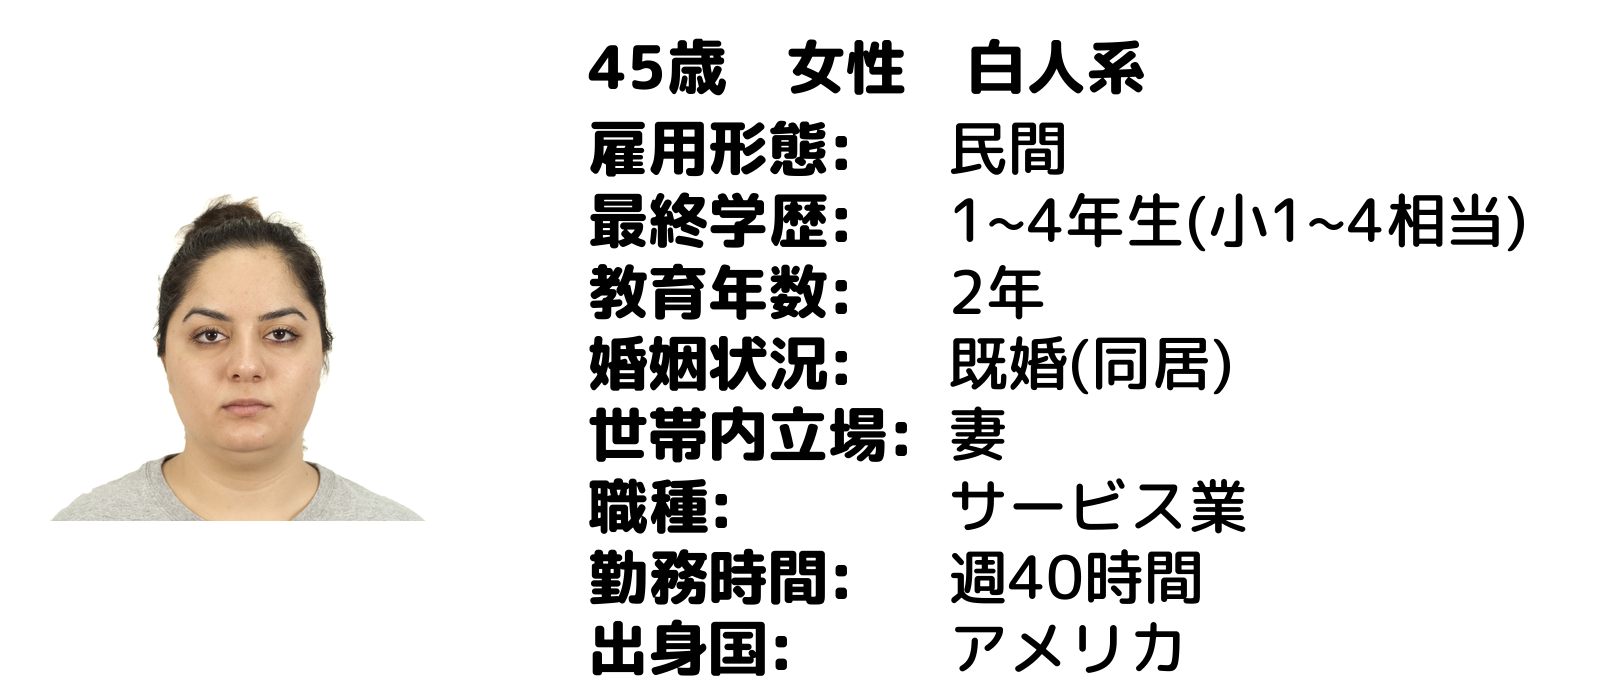 45歳　女性　白人系
雇用形態:　民間
最終学歴:　1~4年生(小1~4相当)
教育年数:　2年
婚姻状況:　既婚(同居)
世帯内立場:　妻
職種:　サービス業
勤務時間:　週40時間
出身国:　アメリカ